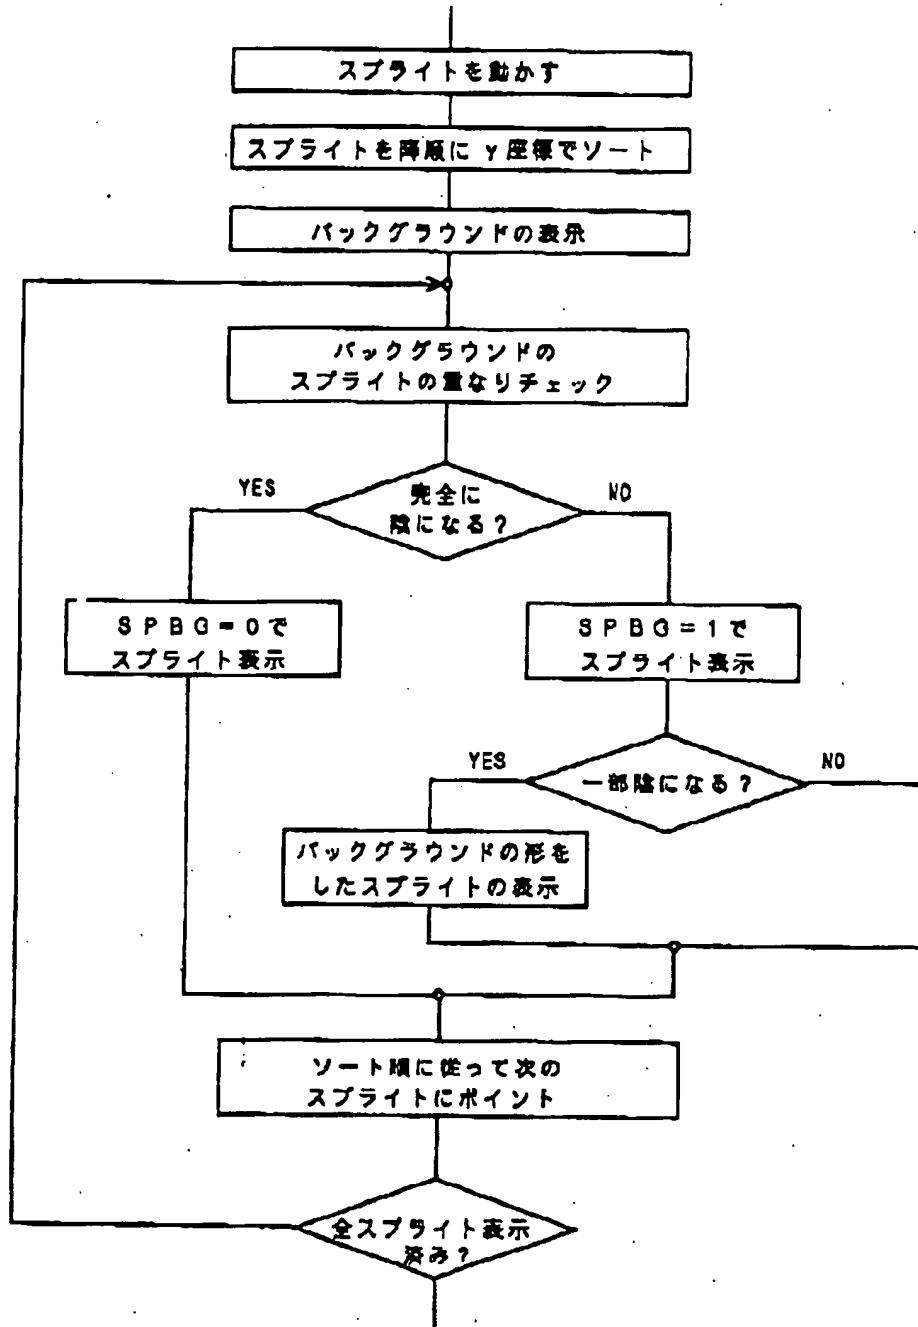 スプライトを動かす
スプライトを降順に y座標でソート
バックグラウンドの表示
バックグラウンドの
スプライトの重なりチェック
完全に
陰になる?
YES
NO
SPBG=0で
スプライト表示
SPBG=1で
スプライト表示
一部陰になる?
YES
NO
バックグラウンドの形を
したスプライトの表示
ソート順に従って次の
スプライトにポイント
全スプライト表示
済み?